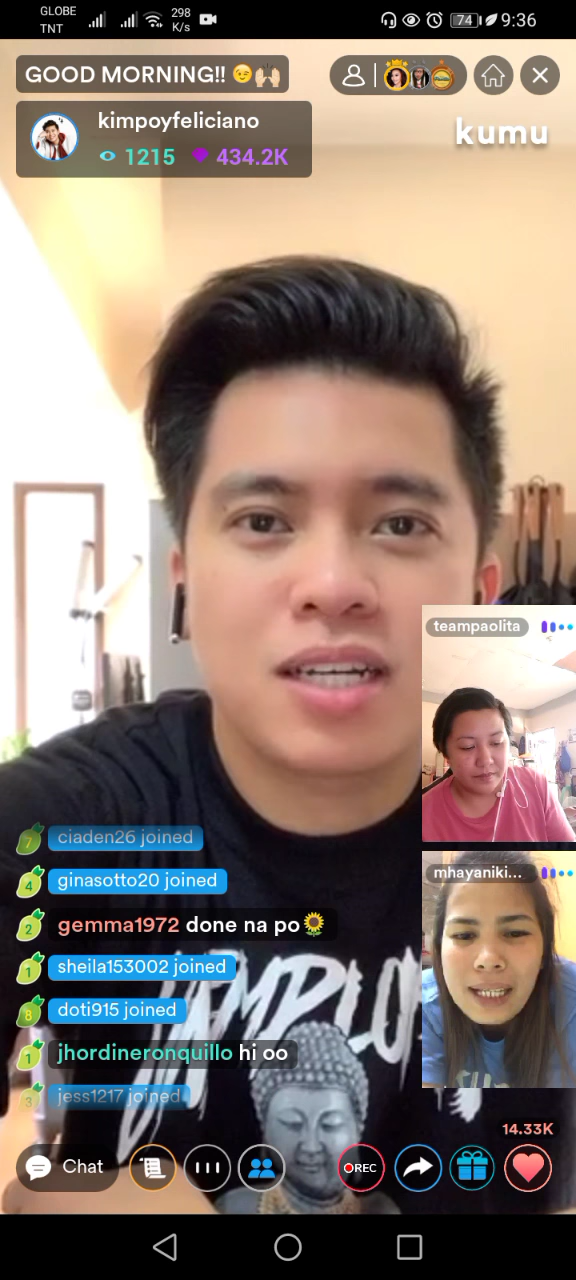 GLOBE
TNT
298
K/s
74
9:36
GOOD MORNING!! 😉🙌🏻
kimpoyfeliciano
1215
434.2K
kumu
teampaolita
mhayaniki...
7 ciaden26 joined
4 ginasotto20 joined
2 gemma1972 done na po🌻
1 sheila153002 joined
8 doti915 joined
1 jhordineronquillo hi oo
3 jess1217 joined
14.33K
Chat
REC